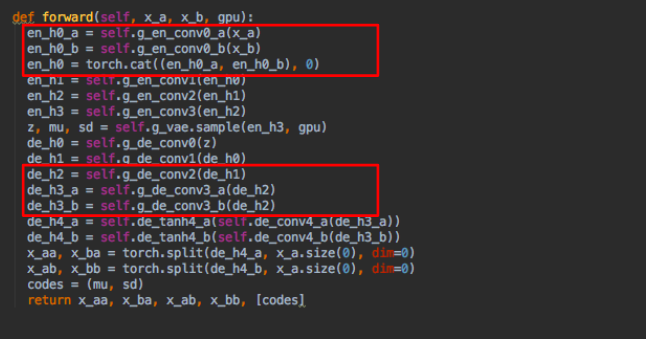 def forward(self, x_a, x_b, gpu):
en_h0_a = self.g_en_conv0_a(x_a)
en_h0_b = self.g_en_conv0_b(x_b)
en_h0 = torch.cat((en_h0_a, en_h0_b), 0)
en_h1 = self.g_en_conv1(en_h0)
en_h2 = self.g_en_conv2(en_h1)
en_h3 = self.g_en_conv3(en_h2)
z, mu, sd = self.g_vae.sample(en_h3, gpu)
de_h0 = self.g_de_conv0(z)
de_h1 = self.g_de_conv1(de_h0)
de_h2 = self.g_de_conv2(de_h1)
de_h3_a = self.g_de_conv3_a(de_h2)
de_h3_b = self.g_de_conv3_b(de_h2)
de_h4_a = self.de_tanh4_a(self.de_conv4_a(de_h3_a))
de_h4_b = self.de_tanh4_b(self.de_conv4_b(de_h3_b))
x_aa, x_ba = torch.split(de_h4_a, x_a.size(0), dim=0)
x_ab, x_bb = torch.split(de_h4_b, x_a.size(0), dim=0)
codes = (mu, sd)
return x_aa, x_ba, x_ab, x_bb, [codes]